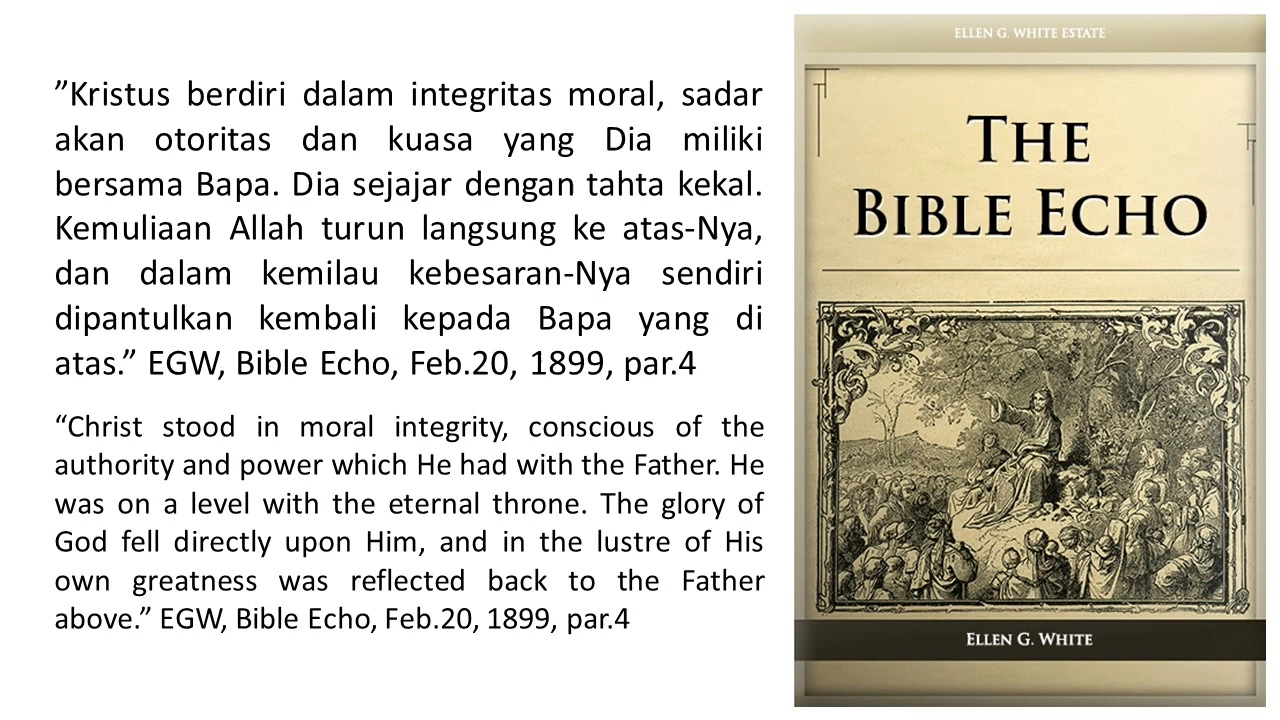 ”Kristus berdiri dalam integritas moral, sadar
akan otoritas dan kuasa yang Dia miliki
bersama Bapa. Dia sejajar dengan tahta kekal.
Kemuliaan Allah turun langsung ke atas-Nya,
dan dalam kemilau kebesaran-Nya sendiri
dipantulkan kembali kepada Bapa yang di
atas.” EGW, Bible Echo, Feb.20, 1899, par.4
“Christ stood in moral integrity, conscious of the
authority and power which He had with the Father. He
was on a level with the eternal throne. The glory of
God fell directly upon Him, and in the lustre of His
own greatness was reflected back to the Father
above.” EGW, Bible Echo, Feb.20, 1899, par.4
ELLEN G. WHITE ESTATE
THE
BIBLE ECHO
ELLEN G. WHITE